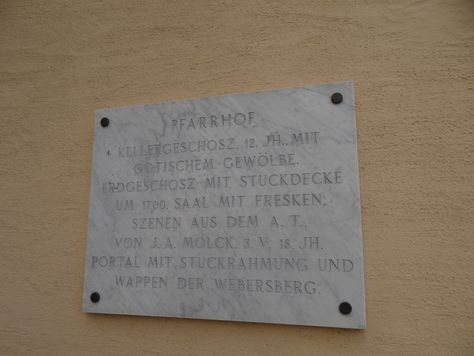 PFARRHOF
KELLERGESCHOSZ, 12. JH., MIT
GOTISCHEM GEWÖLBE.
ERDGESCHOSZ MIT STUCKDECKE
UM 1700. SAAL MIT FRESKEN;
SZENEN AUS DEM A. T.,
VON J. A. MÖLCK, 3. V. 18. JH.
PORTAL MIT STUCKRAHMUNG UND
WAPPEN DER WEBERSBERG.